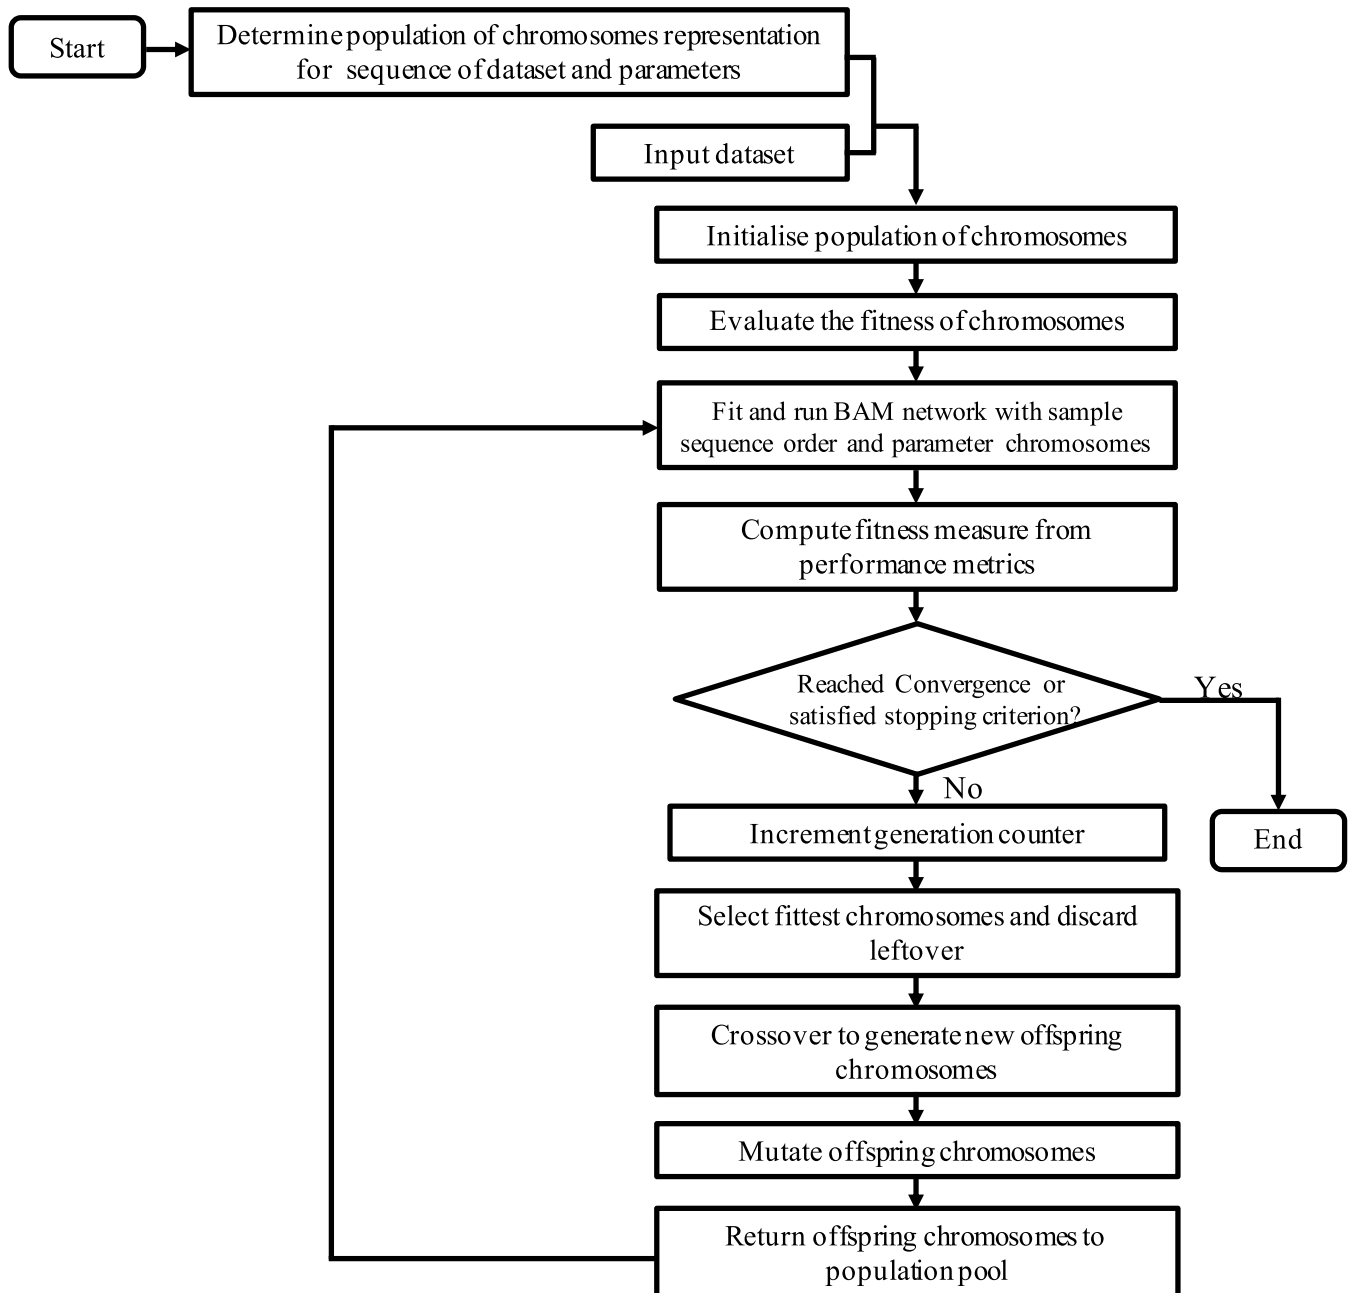 Start
Determine population of chromosomes representation
for sequence of dataset and parameters
Input dataset
Initialise population of chromosomes
Evaluate the fitness of chromosomes
Fit and run BAM network with sample
sequence order and parameter chromosomes
Compute fitness measure from
performance metrics
Reached Convergence or
satisfied stopping criterion?
Yes
No
Increment generation counter
End
Select fittest chromosomes and discard
leftover
Crossover to generate new offspring
chromosomes
Mutate offspring chromosomes
Return offspring chromosomes to
population pool